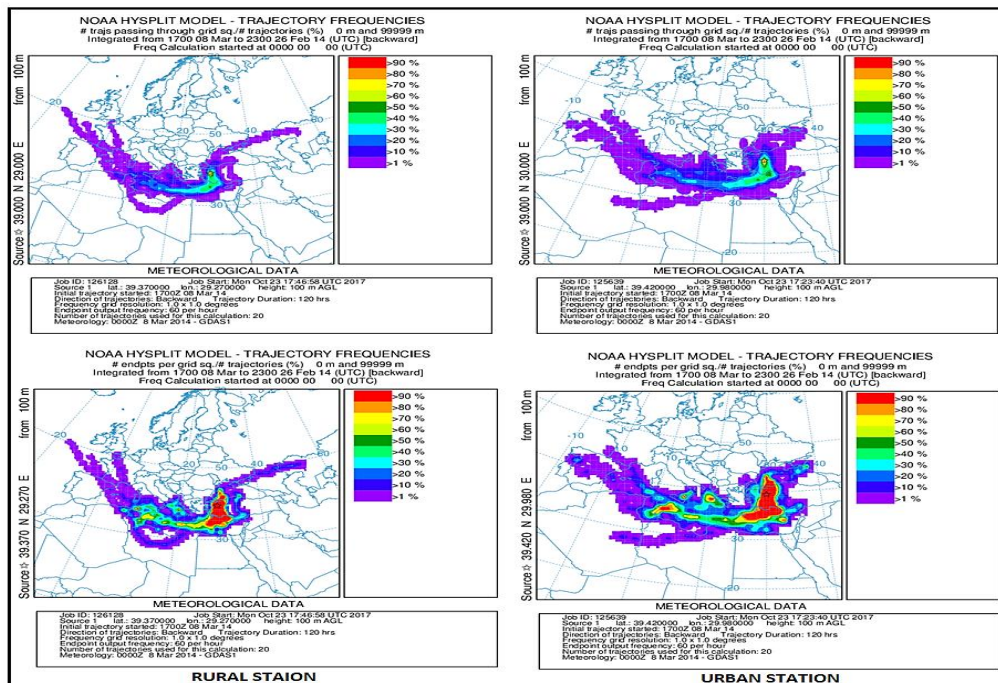 NOAA HYSPLIT MODEL - TRAJECTORY FREQUENCIES
# trajs passing through grid sq./# trajectories (%) 0 m and 99999 m
Integrated from 1700 08 Mar to 2300 26 Feb 14 (UTC) [backward]
Freq Calculation started at 0000 00 00 (UTC)
Source ☆ 39.000 N 29.000 E from 100 m
>90 %
>80 %
>70 %
>60 %
>50 %
>40 %
>30 %
>20 %
>10 %
>1 %
METEOROLOGICAL DATA
Job ID: 126128 Job Start: Mon Oct 23 17:46:58 UTC 2017
Source 1 lat.: 39.370000 lon.: 29.270000 height: 100 m AGL
Initial trajectory started: 1700Z 08 Mar 14
Direction of trajectories: Backward Trajectory Duration: 120 hrs
Frequency grid resolution: 1.0 x 1.0 degrees
Endpoint output frequency: 60 per hour
Number of trajectories used for this calculation: 20
Meteorology: 0000Z 8 Mar 2014 - GDAS1
NOAA HYSPLIT MODEL - TRAJECTORY FREQUENCIES
# trajs passing through grid sq./# trajectories (%) 0 m and 99999 m
Integrated from 1700 08 Mar to 2300 26 Feb 14 (UTC) [backward]
Freq Calculation started at 0000 00 00 (UTC)
Source ☆ 39.000 N 30.000 E from 100 m
>90 %
>80 %
>70 %
>60 %
>50 %
>40 %
>30 %
>20 %
>10 %
>1 %
METEOROLOGICAL DATA
Job ID: 125639 Job Start: Mon Oct 23 17:23:40 UTC 2017
Source 1 lat.: 39.420000 lon.: 29.980000 height: 100 m AGL
Initial trajectory started: 1700Z 08 Mar 14
Direction of trajectories: Backward Trajectory Duration: 120 hrs
Frequency grid resolution: 1.0 x 1.0 degrees
Endpoint output frequency: 60 per hour
Number of trajectories used for this calculation: 20
Meteorology: 0000Z 8 Mar 2014 - GDAS1
NOAA HYSPLIT MODEL - TRAJECTORY FREQUENCIES
# endpts per grid sq./# trajectories (%) 0 m and 99999 m
Integrated from 1700 08 Mar to 2300 26 Feb 14 (UTC) [backward]
Freq Calculation started at 0000 00 00 (UTC)
Source ☆ 39.370 N 29.270 E from 100 m
>90 %
>80 %
>70 %
>60 %
>50 %
>40 %
>30 %
>20 %
>10 %
>1 %
METEOROLOGICAL DATA
Job ID: 126128 Job Start: Mon Oct 23 17:46:58 UTC 2017
Source 1 lat.: 39.370000 lon.: 29.270000 height: 100 m AGL
Initial trajectory started: 1700Z 08 Mar 14
Direction of trajectories: Backward Trajectory Duration: 120 hrs
Frequency grid resolution: 1.0 x 1.0 degrees
Endpoint output frequency: 60 per hour
Number of trajectories used for this calculation: 20
Meteorology: 0000Z 8 Mar 2014 - GDAS1
RURAL STAION
NOAA HYSPLIT MODEL - TRAJECTORY FREQUENCIES
# endpts per grid sq./# trajectories (%) 0 m and 99999 m
Integrated from 1700 08 Mar to 2300 26 Feb 14 (UTC) [backward]
Freq Calculation started at 0000 00 00 (UTC)
Source ☆ 39.420 N 29.980 E from 100 m
>90 %
>80 %
>70 %
>60 %
>50 %
>40 %
>30 %
>20 %
>10 %
>1 %
METEOROLOGICAL DATA
Job ID: 125639 Job Start: Mon Oct 23 17:23:40 UTC 2017
Source 1 lat.: 39.420000 lon.: 29.980000 height: 100 m AGL
Initial trajectory started: 1700Z 08 Mar 14
Direction of trajectories: Backward Trajectory Duration: 120 hrs
Frequency grid resolution: 1.0 x 1.0 degrees
Endpoint output frequency: 60 per hour
Number of trajectories used for this calculation: 20
Meteorology: 0000Z 8 Mar 2014 - GDAS1
URBAN STATION